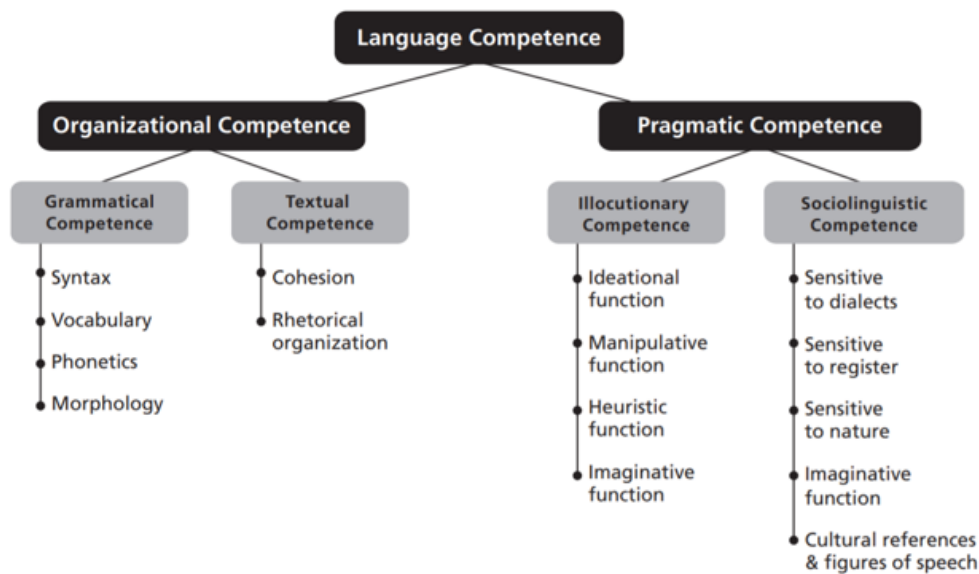 Language Competence
Organizational Competence
Pragmatic Competence
Grammatical
Competence
Textual
Competence
Illocutionary
Competence
Sociolinguistic
Competence
Syntax
Vocabulary
Phonetics
Morphology
Cohesion
Rhetorical
organization
Ideational
function
Manipulative
function
Heuristic
function
Imaginative
function
Sensitive
to dialects
Sensitive
to register
Sensitive
to nature
Imaginative
function
Cultural references
& figures of speech